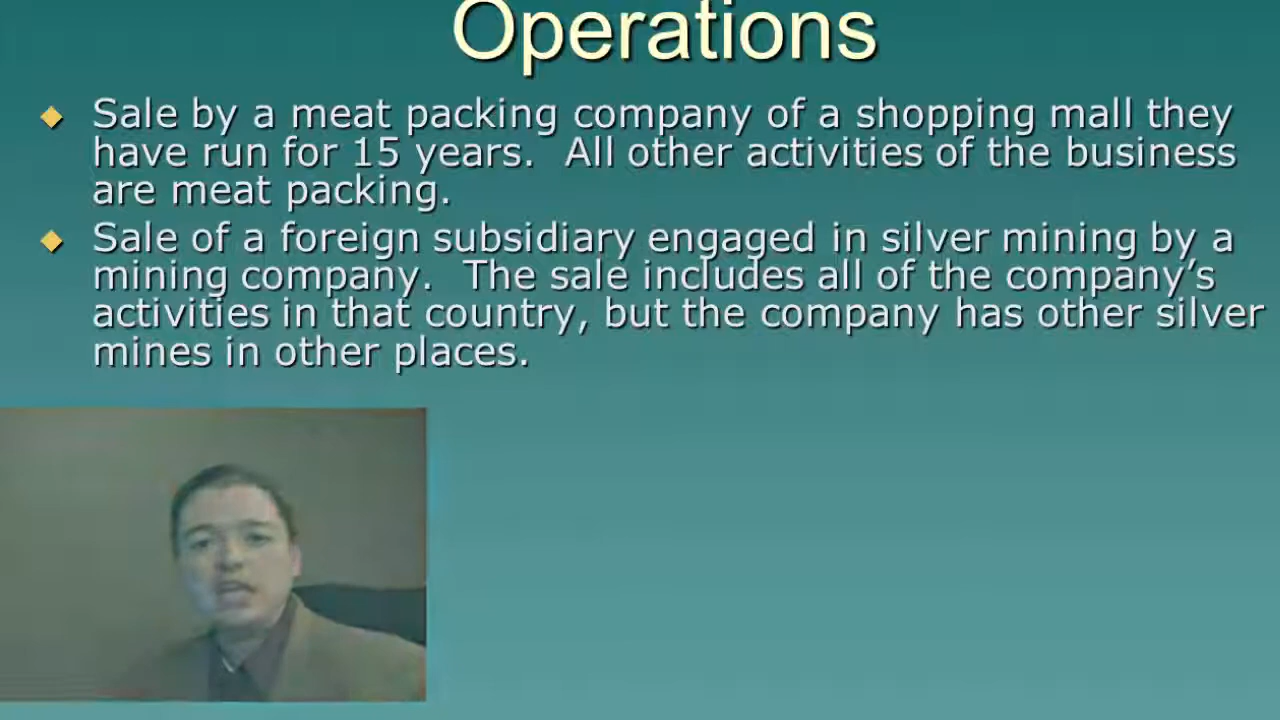 Operations
Sale by a meat packing company of a shopping mall they
have run for 15 years.  All other activities of the business
are meat packing.
Sale of a foreign subsidiary engaged in silver mining by a
mining company.  The sale includes all of the company’s
activities in that country, but the company has other silver
mines in other places.